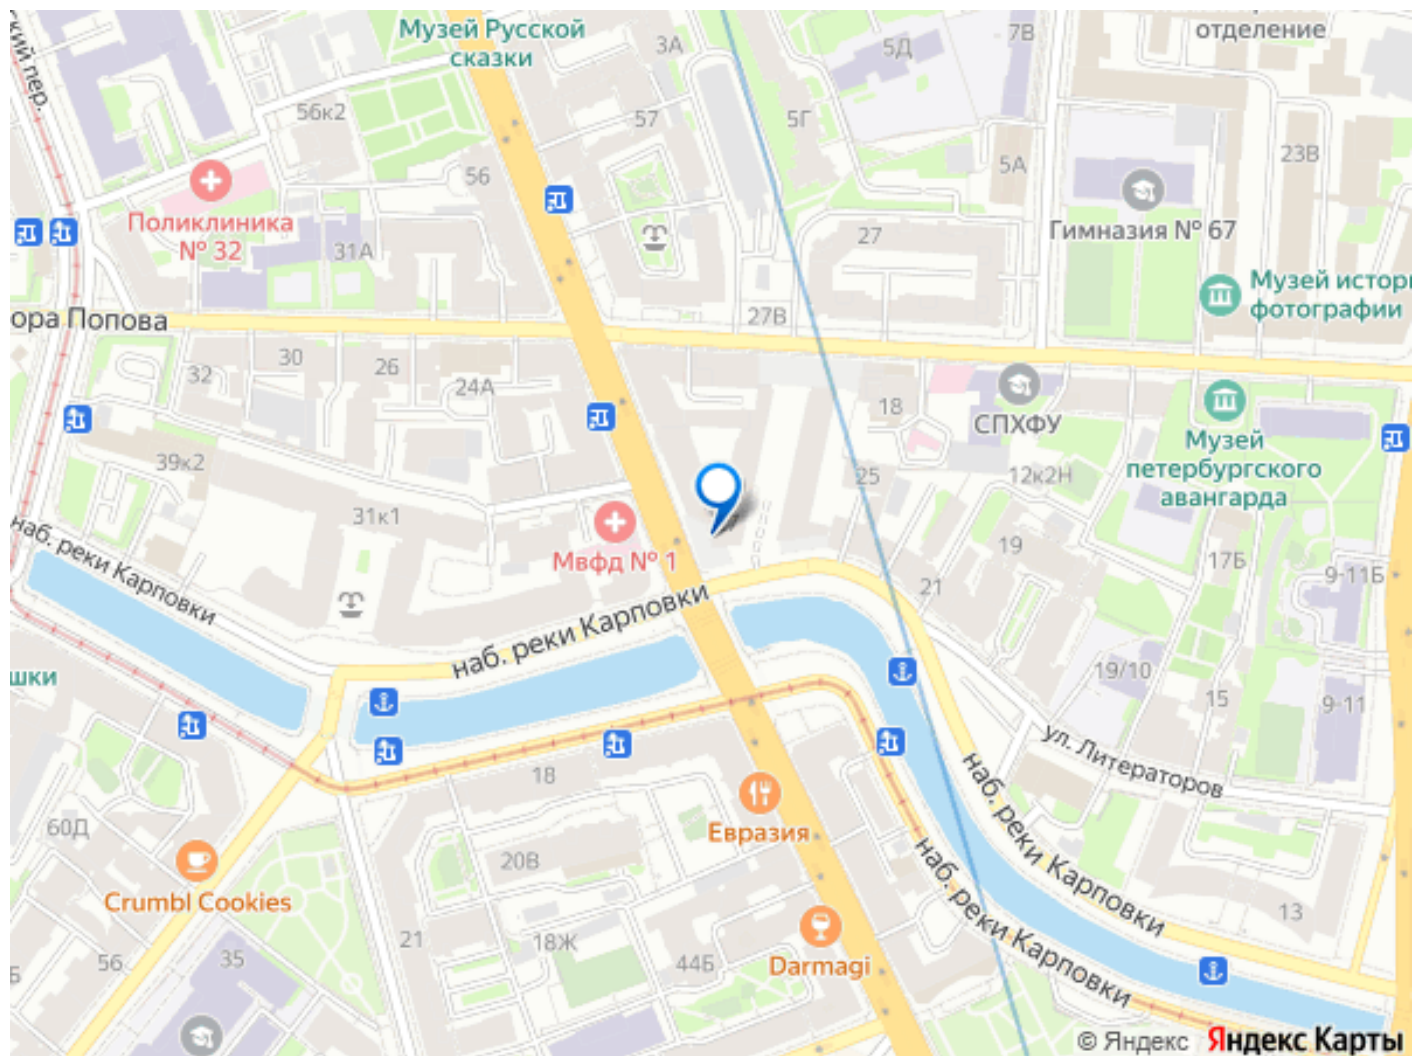 Музей Русской
сказки
3А
5Д
7В
отделение
ский пер.
56к2
57
5Г
5А
23В
56
Поликлиника
№ 32
31А
27
Гимназия № 67
Музей истори
фотографии
ора Попова
27В
32
30
26
24А
18
СПХФУ
Музей
петербургского
авангарда
39к2
25
12к2Н
31к1
Мвфд № 1
19
17Б
9-11Б
21
наб. реки Карповки
наб. реки Карповки
шки
19/10
15
9-11
ул. Литераторов
18
наб. реки Карповки
60Д
Евразия
20В
Crumbl Cookies
наб. реки Карповки
13
21
18Ж
44Б
Darmagi
Б
56
35
© Яндекс Яндекс Карты